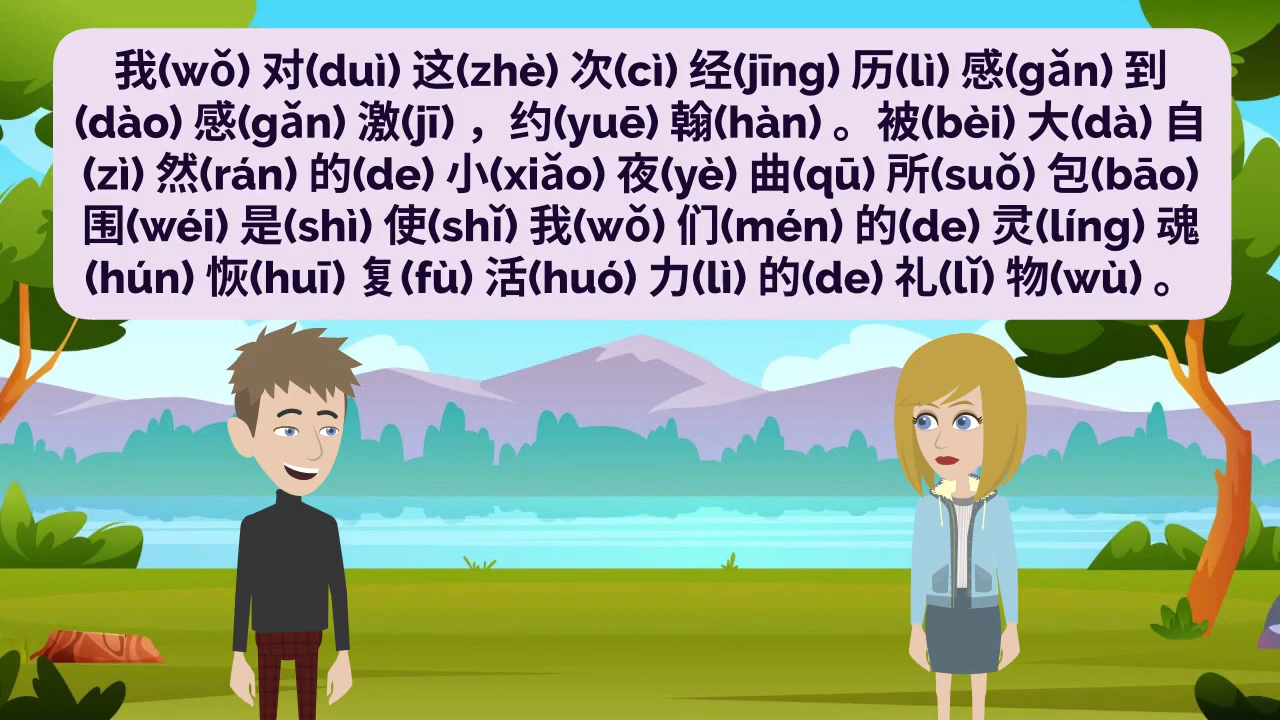 我(wǒ) 对(duì) 这(zhè) 次(cì) 经(jīng) 历(lì) 感(gǎn) 到
(dào) 感(gǎn) 激(jī) ，约(yuē) 翰(hàn) 。被(bèi) 大(dà) 自
(zì) 然(rán) 的(de) 小(xiǎo) 夜(yè) 曲(qū) 所(suǒ) 包(bāo)
围(wéi) 是(shì) 使(shǐ) 我(wǒ) 们(mén) 的(de) 灵(líng) 魂
(hún) 恢(huī) 复(fù) 活(huó) 力(lì) 的(de) 礼(lǐ) 物(wù) 。